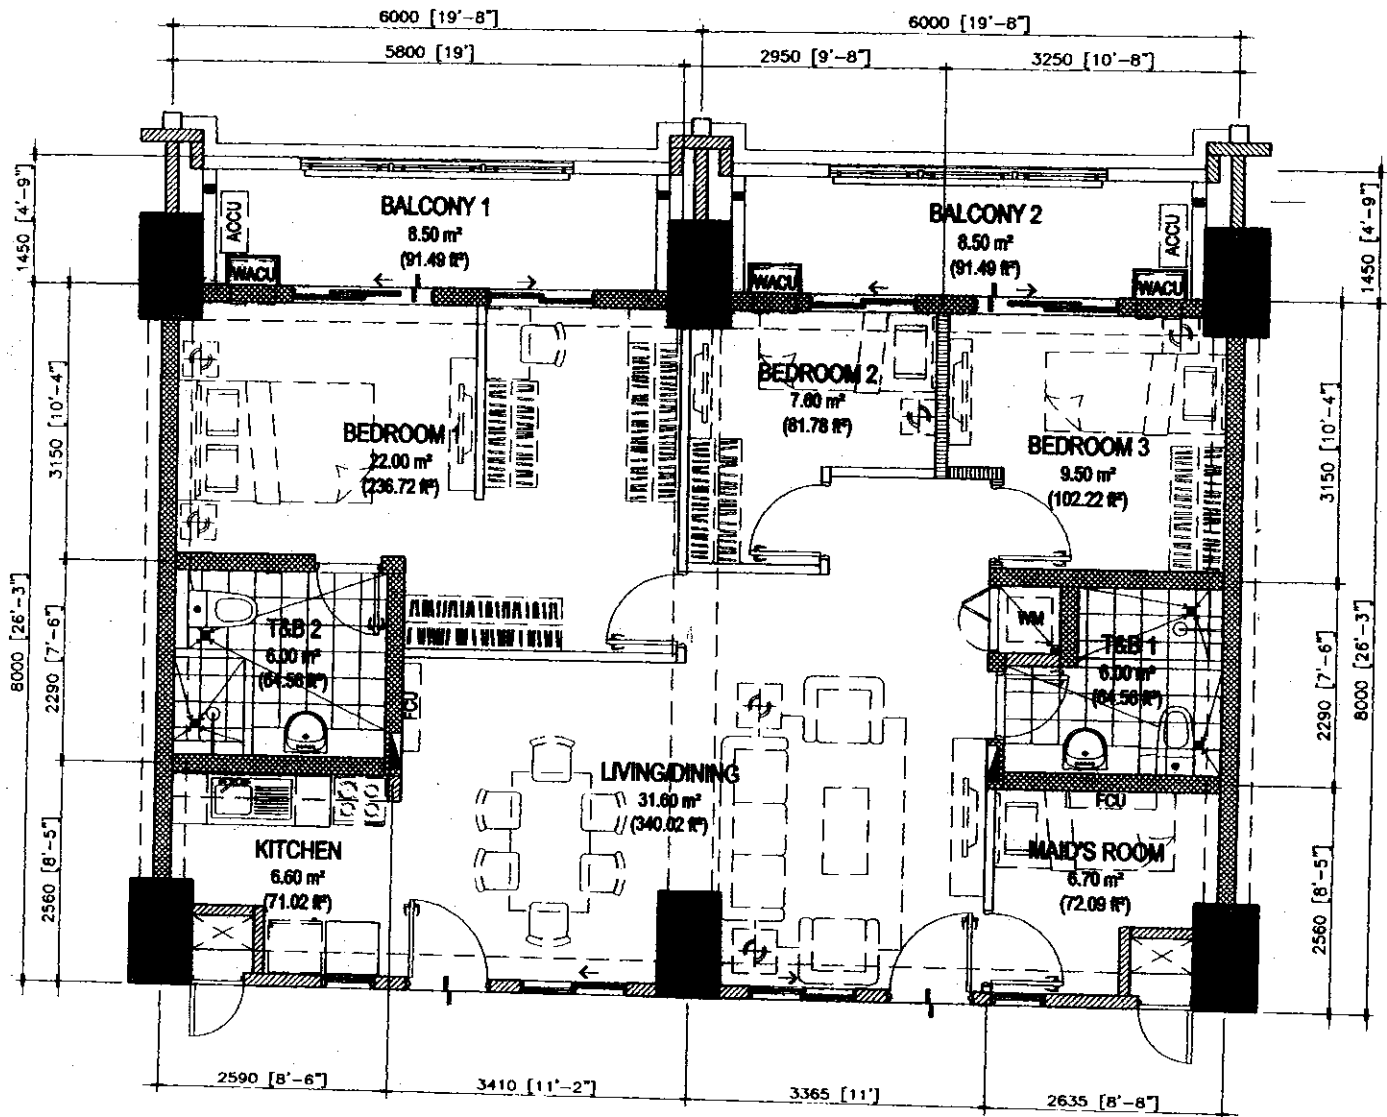 6000 [19'-8"]
6000 [19'-8"]
5800 [19']
2950 [9'-8"]
3250 [10'-8"]
1450 [4'-9"]
BALCONY 1
8.50 m²
(91.49 ft²)
ACCU
WACU
BALCONY 2
8.50 m²
(91.49 ft²)
ACCU
WACU
WACU
1450 [4'-9"]
3150 [10'-4"]
BEDROOM 1
22.00 m²
(236.72 ft²)
BEDROOM 2
7.60 m²
(81.78 ft²)
BEDROOM 3
9.50 m²
(102.22 ft²)
3150 [10'-4"]
8000 [26'-3"]
2290 [7'-6"]
T&B 2
6.00 m²
(64.56 ft²)
FCU
WM
T&B 1
6.00 m²
(64.56 ft²)
2290 [7'-6"]
8000 [26'-3"]
LIVING/DINING
31.60 m²
(340.02 ft²)
FCU
2560 [8'-5"]
KITCHEN
6.60 m²
(71.02 ft²)
MAID'S ROOM
6.70 m²
(72.09 ft²)
2560 [8'-5"]
2590 [8'-6"]
3410 [11'-2"]
3365 [11']
2635 [8'-8"]